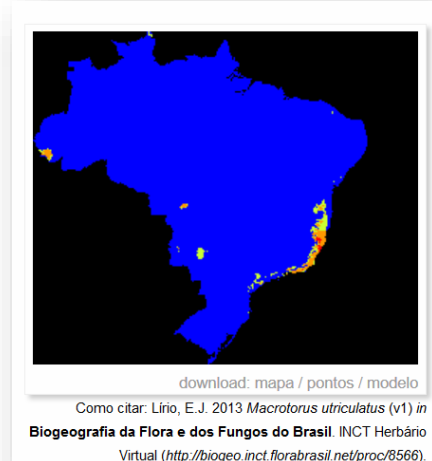 download: mapa / pontos / modelo
Como citar: Lírio, E.J. 2013 Macrotorus utriculatus (v1) in
Biogeografia da Flora e dos Fungos do Brasil. INCT Herbário
Virtual (http://biogeo.inct.florabrasil.net/proc/8566).